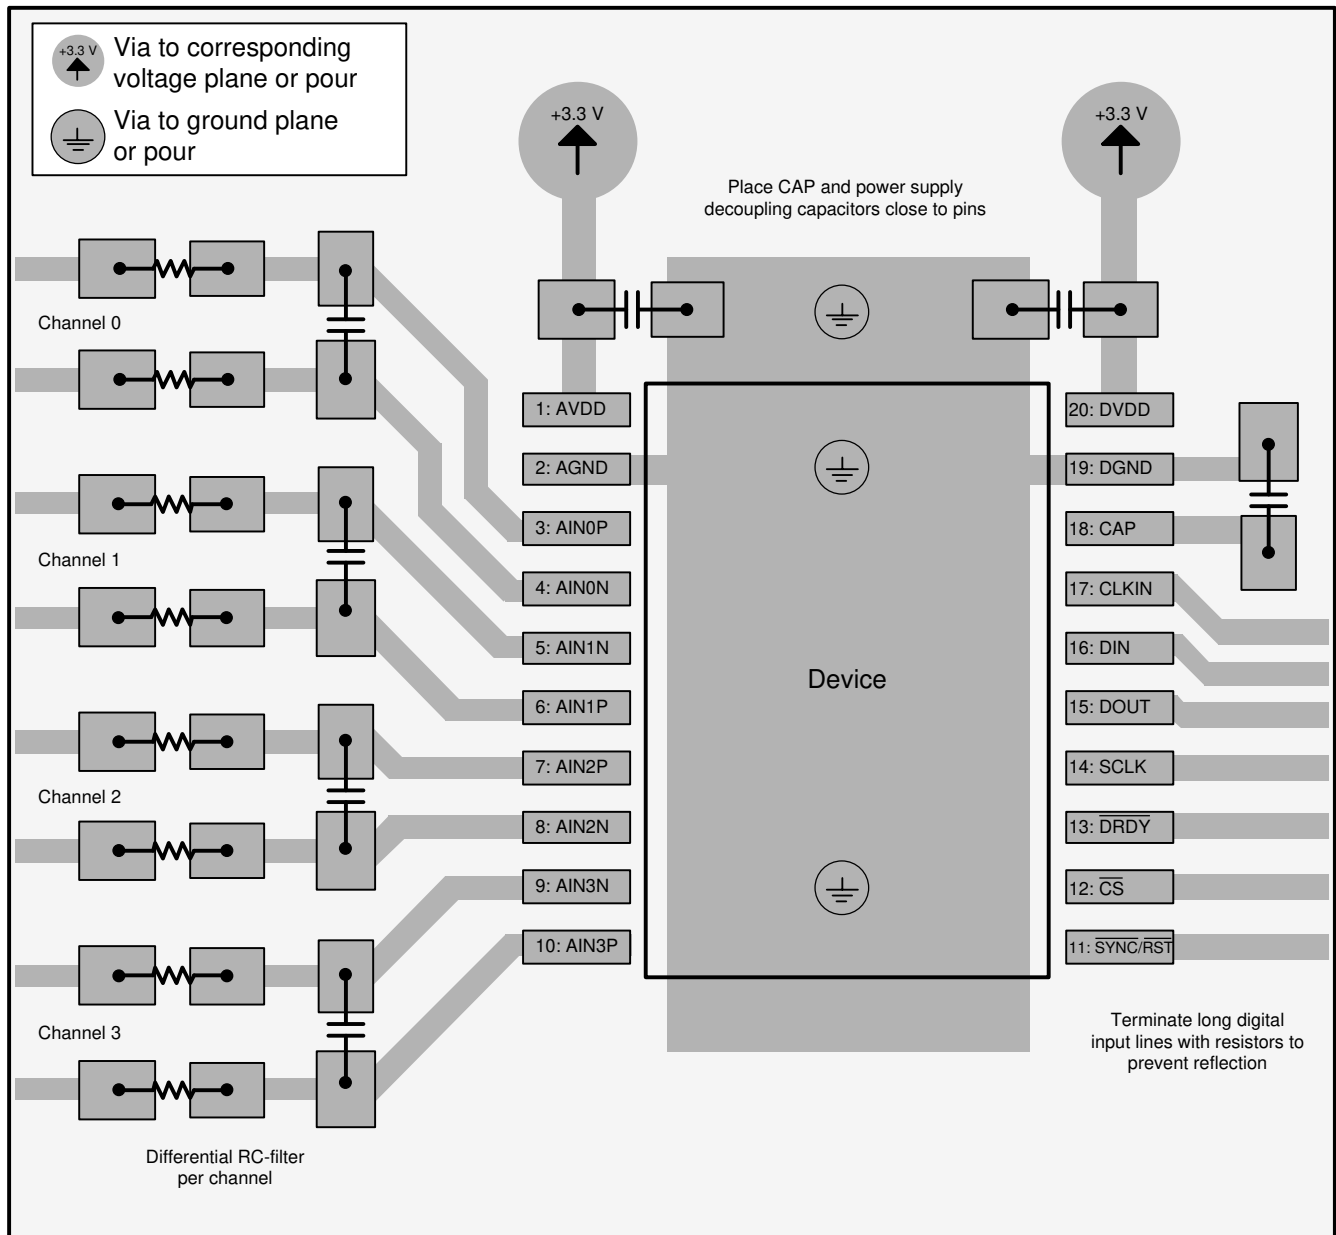 +3.3 V
Via to corresponding
voltage plane or pour
Via to ground plane
or pour
+3.3 V
+3.3 V
Place CAP and power supply
decoupling capacitors close to pins
Channel 0
Channel 1
Channel 2
Channel 3
Differential RC-filter
per channel
1: AVDD
2: AGND
3: AIN0P
4: AIN0N
5: AIN1N
6: AIN1P
7: AIN2P
8: AIN2N
9: AIN3N
10: AIN3P
Device
20: DVDD
19: DGND
18: CAP
17: CLKIN
16: DIN
15: DOUT
14: SCLK
13: D̅R̅D̅Y̅
12: C̅S̅
11: S̅Y̅N̅C̅/R̅S̅T̅
Terminate long digital
input lines with resistors to
prevent reflection